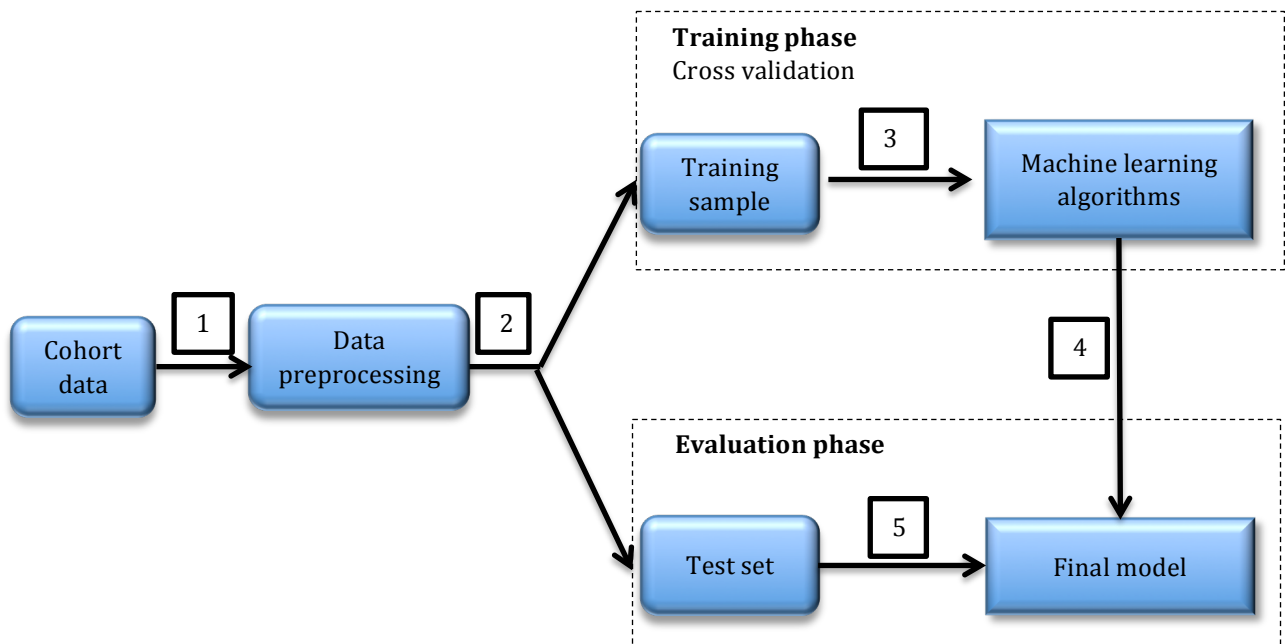 Training phase
Cross validation
3
Training
sample
Machine learning
algorithms
1
2
Cohort
data
Data
preprocessing
4
Evaluation phase
5
Test set
Final model